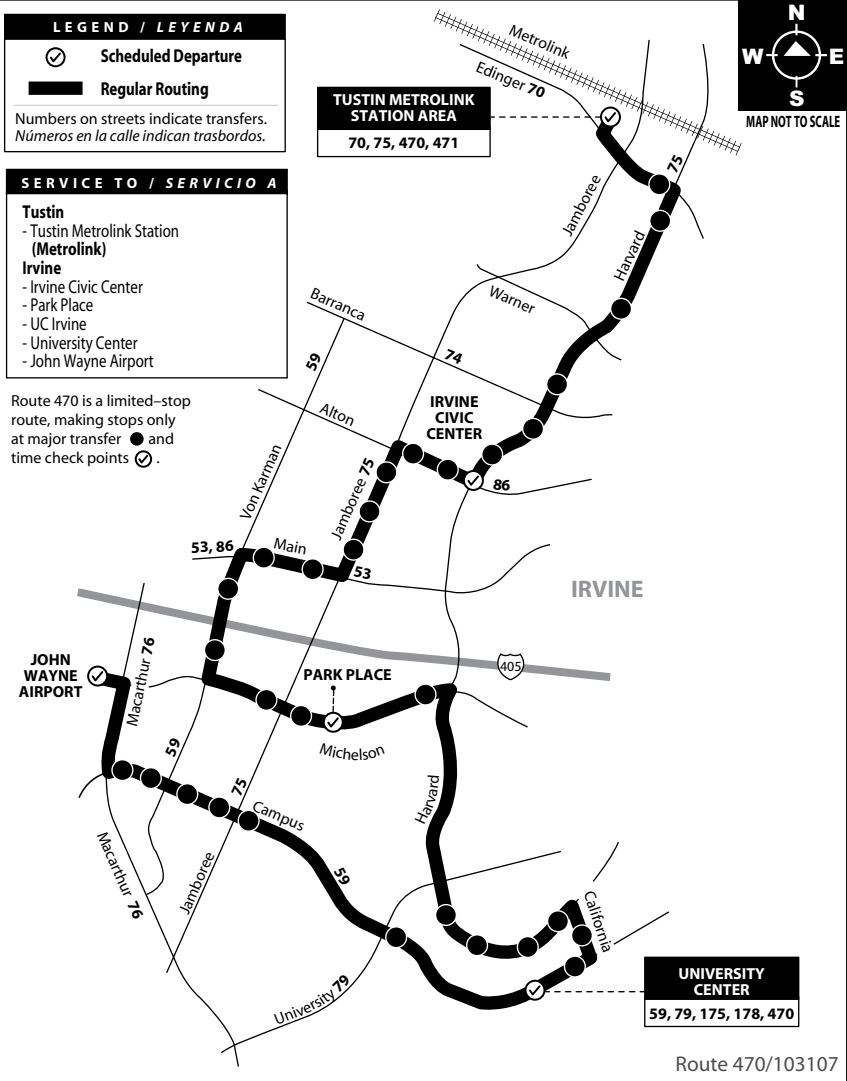 LEGEND / LEYENDA
Scheduled Departure
Regular Routing
Numbers on streets indicate transfers.
Números en la calle indican trasbordos.
SERVICE TO / SERVICIO A
Tustin
- Tustin Metrolink Station
(Metrolink)
Irvine
- Irvine Civic Center
- Park Place
- UC Irvine
- University Center
- John Wayne Airport
Route 470 is a limited–stop
route, making stops only
at major transfer and
time check points .
N
W E
S
MAP NOT TO SCALE
Metrolink
Edinger 70
TUSTIN METROLINK
STATION AREA
70, 75, 470, 471
75
Jamboree
Harvard
Warner
Barranca
59
74
Alton
IRVINE
CIVIC
CENTER
86
Von Karman
Jamboree 75
53, 86
Main
53
IRVINE
405
JOHN
WAYNE
AIRPORT
Macarthur 76
PARK PLACE
Michelson
59
75
Campus
Harvard
Macarthur 76
Jamboree
59
California
University 79
UNIVERSITY
CENTER
59, 79, 175, 178, 470
Route 470/103107